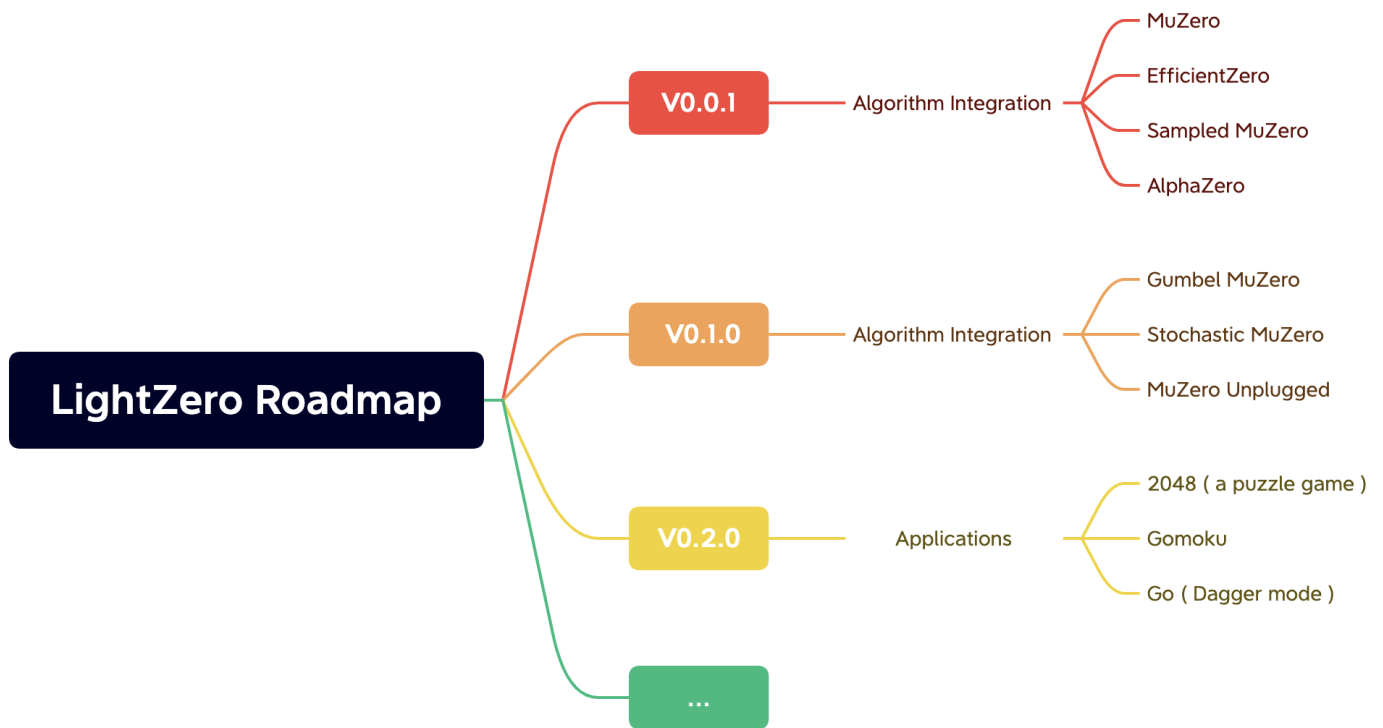 LightZero Roadmap
V0.0.1
Algorithm Integration
MuZero
EfficientZero
Sampled MuZero
AlphaZero
V0.1.0
Algorithm Integration
Gumbel MuZero
Stochastic MuZero
MuZero Unplugged
V0.2.0
Applications
2048 ( a puzzle game )
Gomoku
Go ( Dagger mode )
...